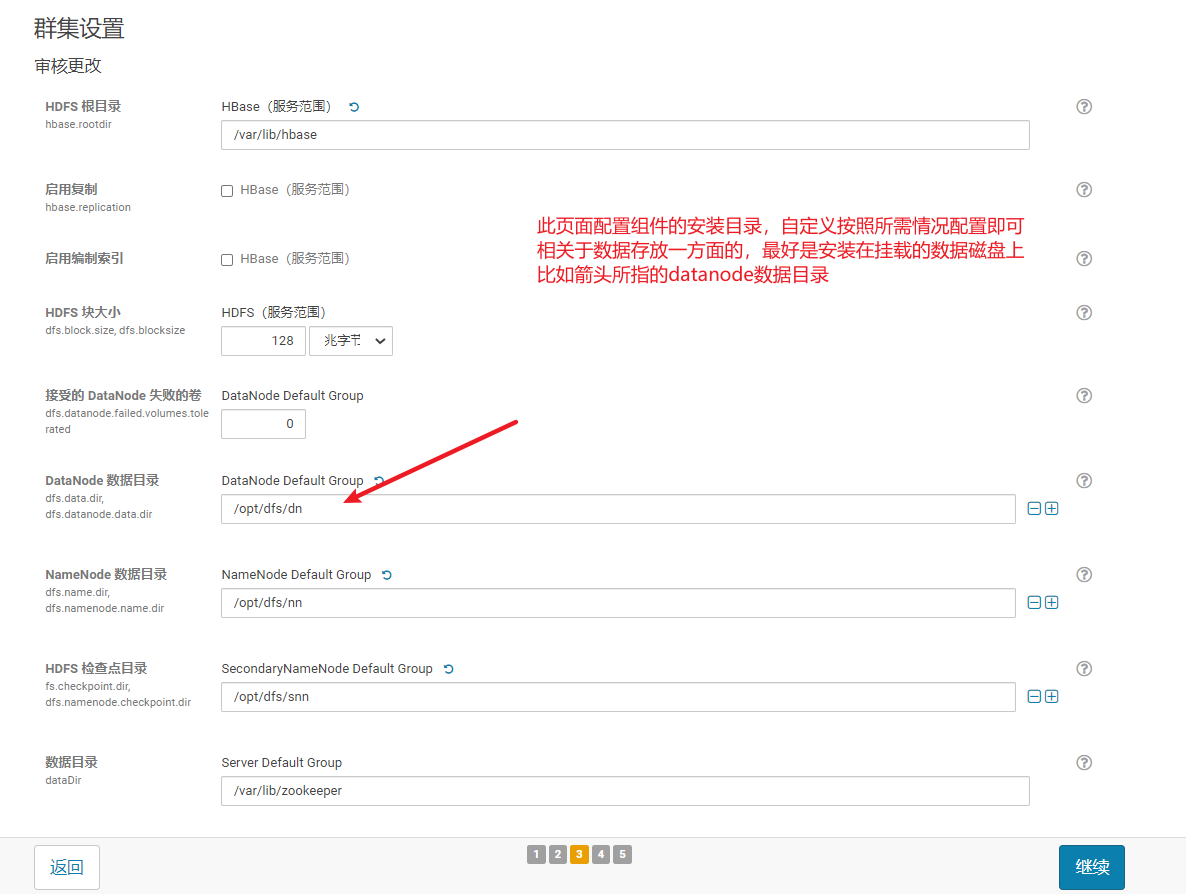 群集设置
审核更改
HDFS 根目录
HBase（服务范围）
hbase.rootdir
/var/lib/hbase
启用复制
HBase（服务范围）
hbase.replication
此页面配置组件的安装目录，自定义按照所需情况配置即可
相关于数据存放一方面的，最好是安装在挂载的数据磁盘上
比如箭头所指的datanode数据目录
启用编制索引
HBase（服务范围）
HDFS 块大小
HDFS（服务范围）
dfs.block.size, dfs.blocksize
128
兆字节
接受的 DataNode 失败的卷
DataNode Default Group
dfs.datanode.failed.volumes.tole
rated
0
DataNode 数据目录
DataNode Default Group
dfs.data.dir,
dfs.datanode.data.dir
/opt/dfs/dn
NameNode 数据目录
NameNode Default Group
dfs.name.dir,
dfs.namenode.name.dir
/opt/dfs/nn
HDFS 检查点目录
SecondaryNameNode Default Group
fs.checkpoint.dir,
dfs.namenode.checkpoint.dir
/opt/dfs/snn
数据目录
Server Default Group
dataDir
/var/lib/zookeeper
返回
1 2 3 4 5
继续